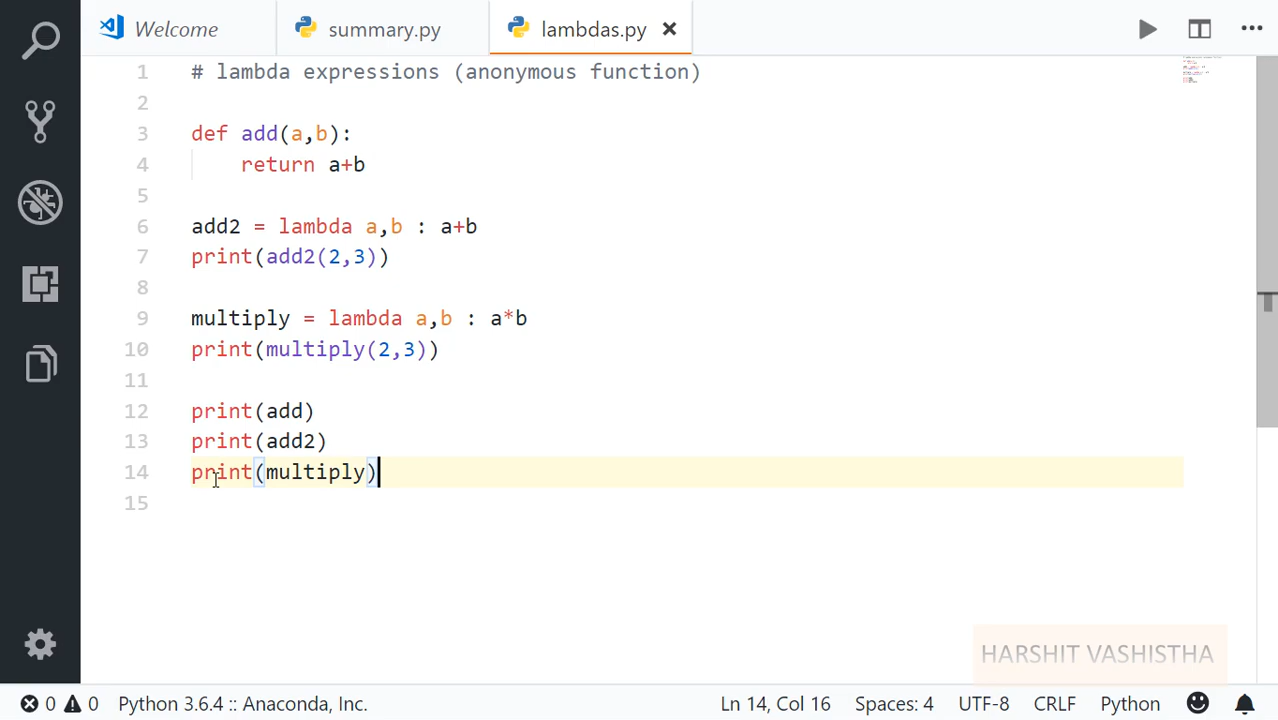 Welcome summary.py lambdas.py
1 # lambda expressions (anonymous function)
2
3 def add(a,b):
4     return a+b
5
6 add2 = lambda a,b : a+b
7 print(add2(2,3))
8
9 multiply = lambda a,b : a*b
10 print(multiply(2,3))
11
12 print(add)
13 print(add2)
14 print(multiply)
15
HARSHIT VASHISTHA
0 0 Python 3.6.4 :: Anaconda, Inc. Ln 14, Col 16 Spaces: 4 UTF-8 CRLF Python